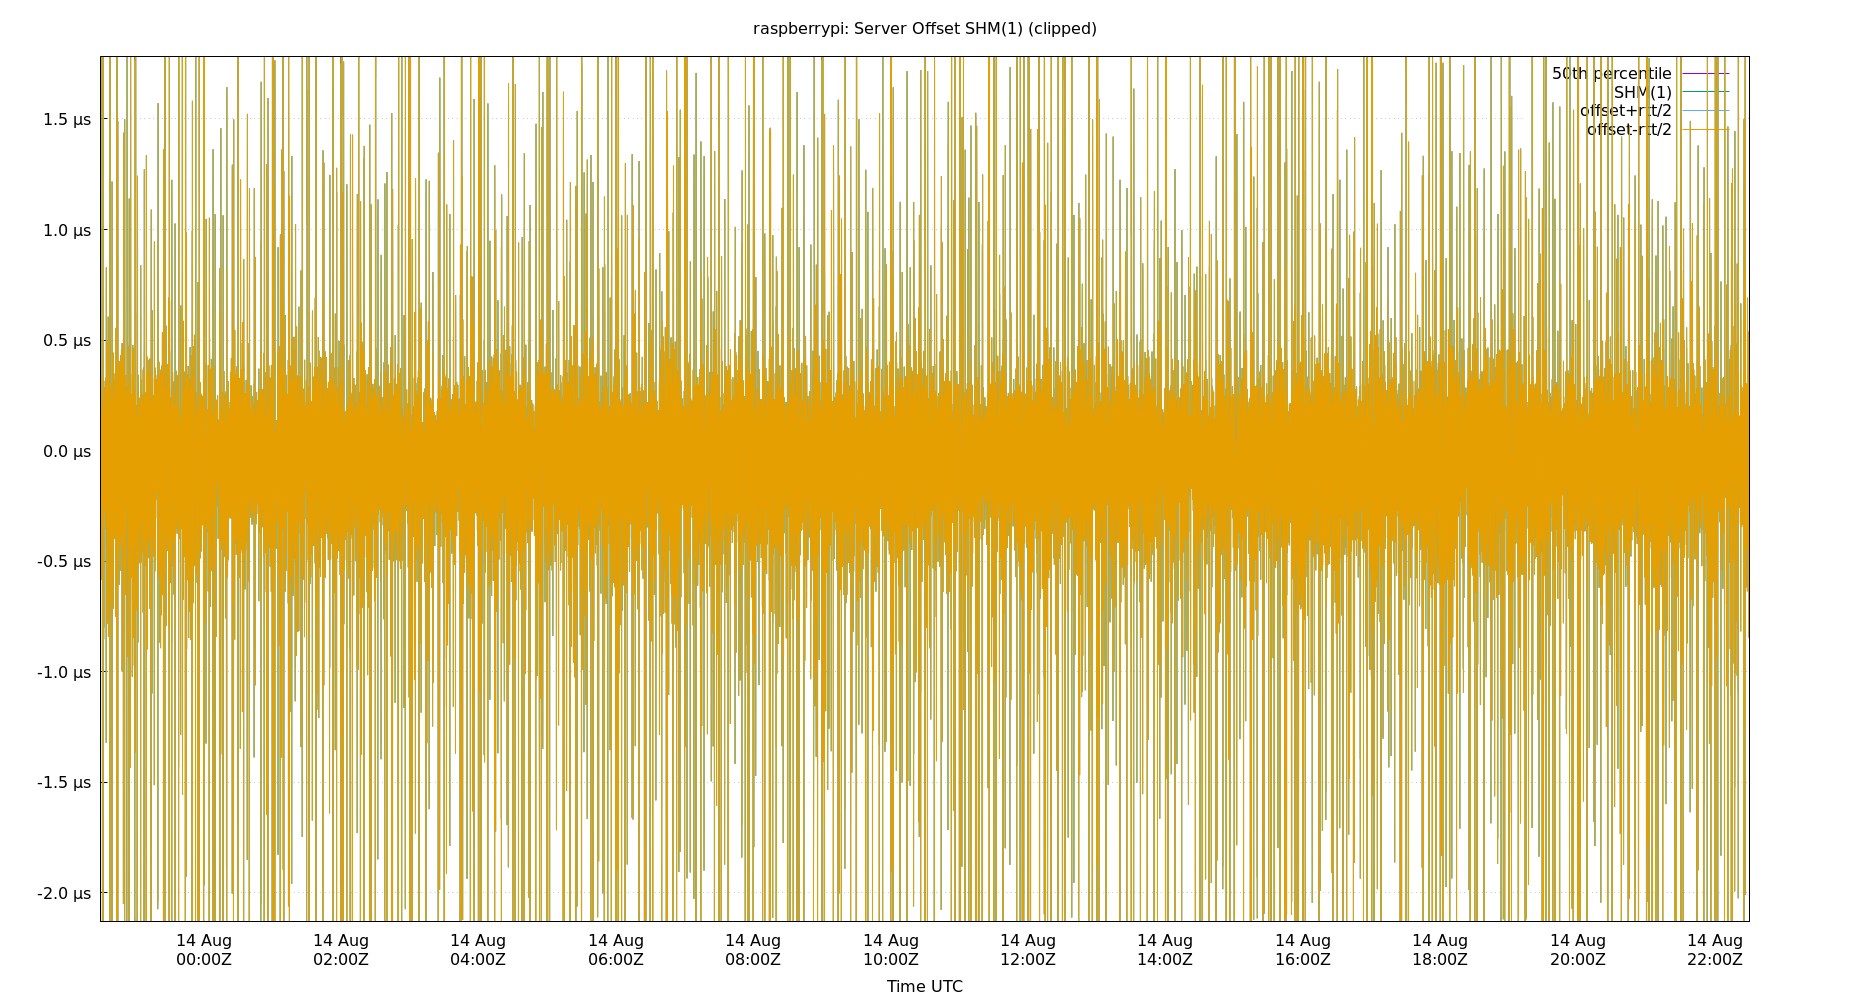 raspberrypi: Server Offset SHM(1) (clipped)
50th percentile
SHM(1)
offset+rtt/2
offset-rtt/2
1.5 µs
1.0 µs
0.5 µs
0.0 µs
-0.5 µs
-1.0 µs
-1.5 µs
-2.0 µs
14 Aug 14 Aug 14 Aug 14 Aug 14 Aug 14 Aug 14 Aug 14 Aug 14 Aug 14 Aug 14 Aug 14 Aug
00:00Z 02:00Z 04:00Z 06:00Z 08:00Z 10:00Z 12:00Z 14:00Z 16:00Z 18:00Z 20:00Z 22:00Z
Time UTC